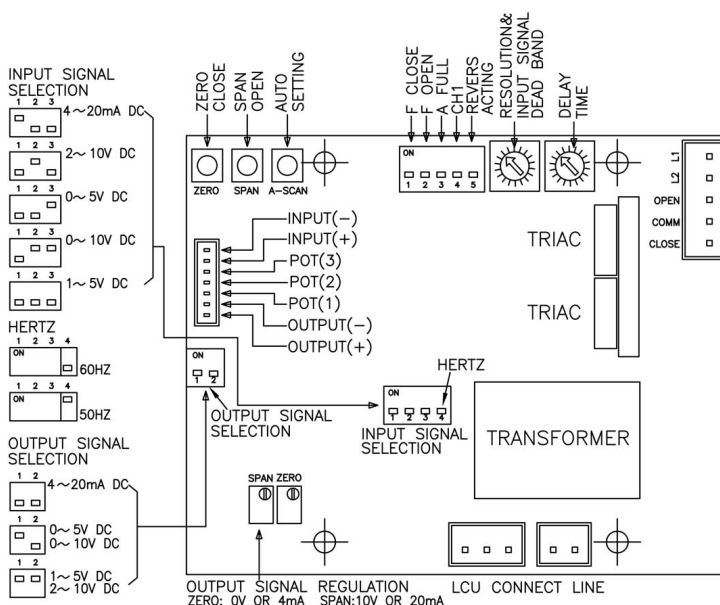 INPUT SIGNAL
SELECTION
1 2 3
4~20mA DC
1 2 3
2~ 10V DC
1 2 3
0~ 5V DC
1 2 3
0~ 10V DC
1 2 3
1~ 5V DC
HERTZ
1 2 3 4
ON
60HZ
1 2 3 4
ON
50HZ
OUTPUT SIGNAL
SELECTION
1 2
4~20mA DC
1 2
0~ 5V DC
0~ 10V DC
1 2
1~ 5V DC
2~ 10V DC
ZERO
CLOSE
SPAN
OPEN
AUTO
SETTING
F CLOSE
F OPEN
A FULL
CH1
REVERS
ACTING
RESOLUTION&
INPUT SIGNAL
DEAD BAND
DELAY
TIME
ZERO
SPAN
A-SCAN
ON
1 2 3 4 5
L1
L2
OPEN
COMM
CLOSE
INPUT(-)
INPUT(+)
POT(3)
POT(2)
POT(1)
OUTPUT(-)
OUTPUT(+)
TRIAC
TRIAC
ON
1 2
OUTPUT SIGNAL
SELECTION
HERTZ
ON
1 2 3 4
INPUT SIGNAL
SELECTION
TRANSFORMER
SPAN ZERO
OUTPUT SIGNAL REGULATION
ZERO: 0V OR 4mA SPAN:10V OR 20mA
LCU CONNECT LINE